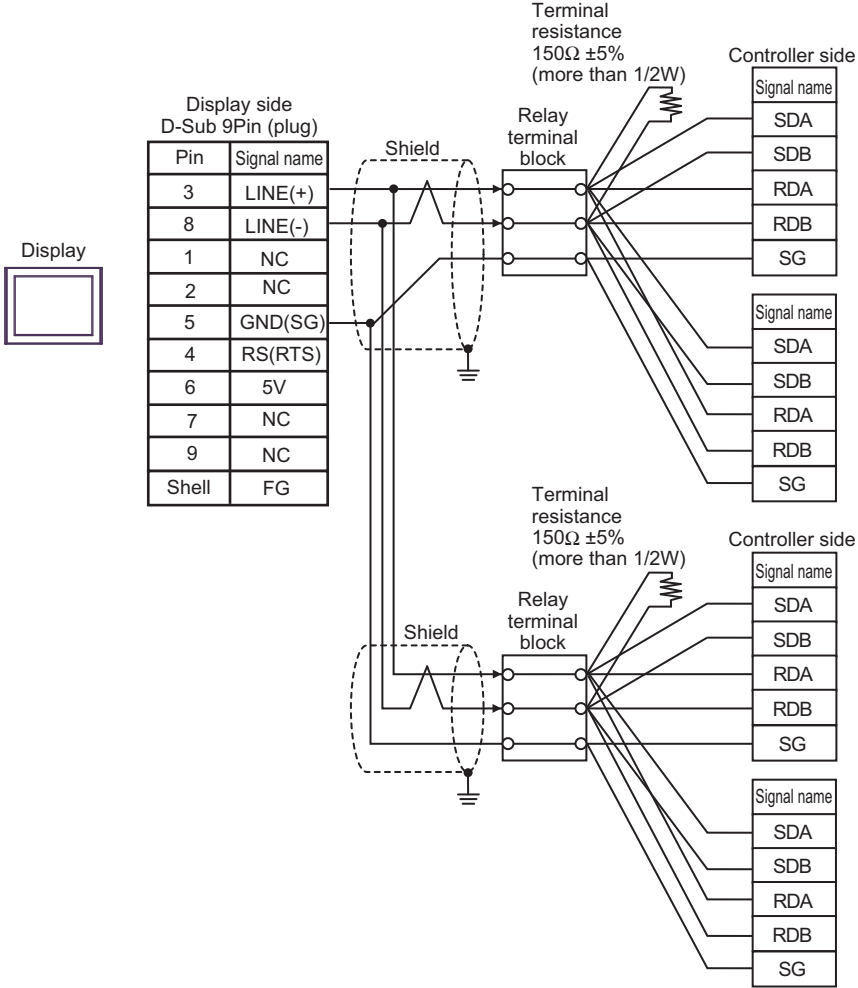 Display
Display side
D-Sub 9Pin (plug)
Pin Signal name
3 LINE(+)
8 LINE(-)
1 NC
2 NC
5 GND(SG)
4 RS(RTS)
6 5V
7 NC
9 NC
Shell FG
Shield
Relay
terminal
block
Terminal
resistance
150Ω ±5%
(more than 1/2W)
Controller side
Signal name
SDA
SDB
RDA
RDB
SG
Signal name
SDA
SDB
RDA
RDB
SG
Shield
Relay
terminal
block
Terminal
resistance
150Ω ±5%
(more than 1/2W)
Controller side
Signal name
SDA
SDB
RDA
RDB
SG
Signal name
SDA
SDB
RDA
RDB
SG